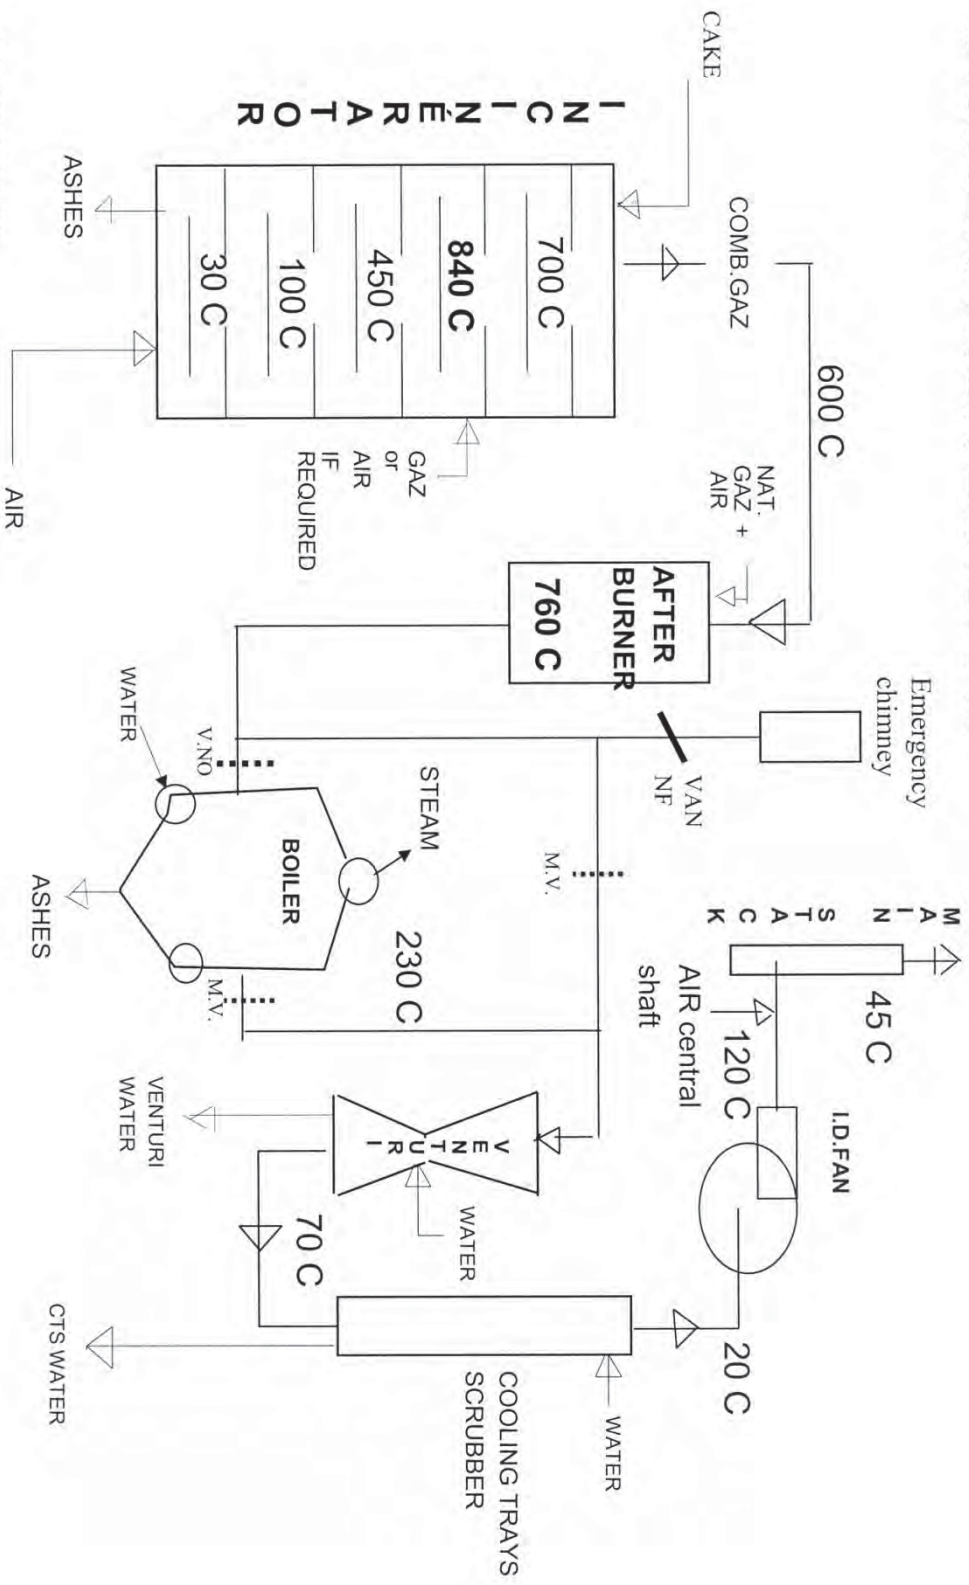 CAKE
INCINÉRATOR
COMB.GAZ
600 C
700 C
840 C
450 C
100 C
30 C
ASHES
AIR
GAZ
or
AIR
IF
REQUIRED
NAT.
GAZ +
AIR
AFTER
BURNER
760 C
Emergency
chimney
VAN
NF
M.V.
V.NO
WATER
STEAM
BOILER
ASHES
M.V.
230 C
MAIN STACK
45 C
AIR central
shaft
120 C
I.D.FAN
20 C
VENTURI
WATER
VENTURI
WATER
70 C
WATER
COOLING TRAYS
SCRUBBER
CTS WATER